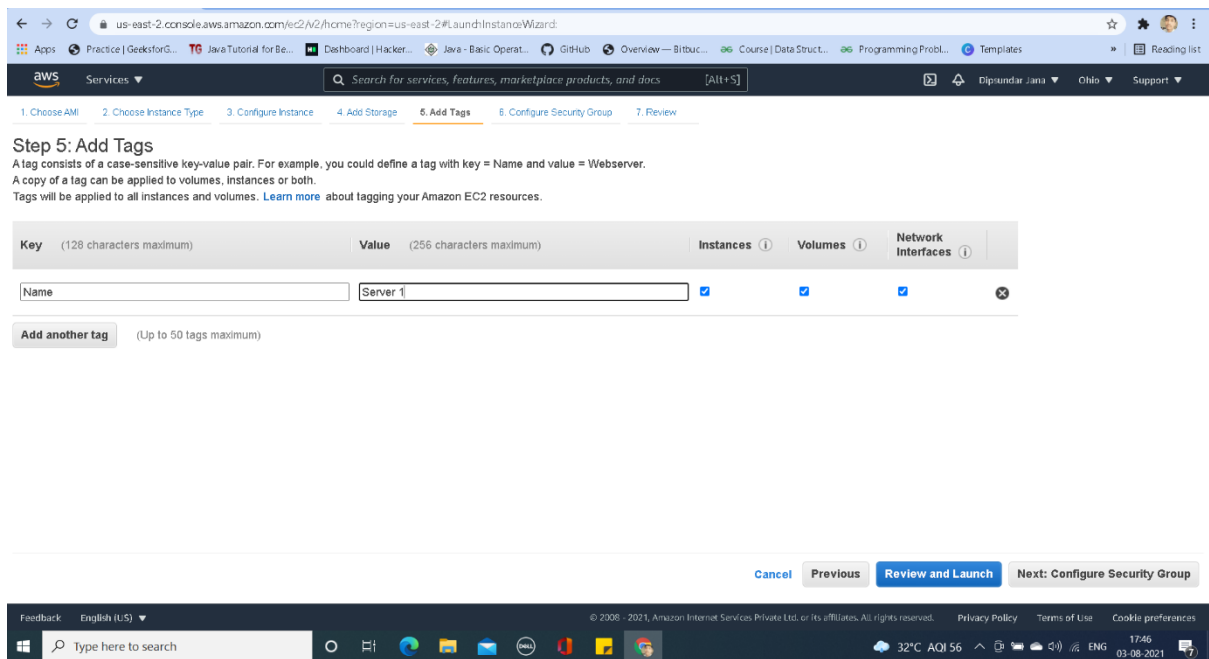 us-east-2.console.aws.amazon.com/ec2/v2/home?region=us-east-2#LaunchInstanceWizard:
Apps Practice | GeeksforG... TG Java Tutorial for Be... Dashboard | Hacker... Java - Basic Operat... GitHub Overview — Bitbuc... Course | Data Struct... Programming Probl... Templates » Reading list
aws Services ▼ Search for services, features, marketplace products, and docs [Alt+S] Dipsundar Jana ▼ Ohio ▼ Support ▼
1. Choose AMI 2. Choose Instance Type 3. Configure Instance 4. Add Storage 5. Add Tags 6. Configure Security Group 7. Review
Step 5: Add Tags
A tag consists of a case-sensitive key-value pair. For example, you could define a tag with key = Name and value = Webserver.
A copy of a tag can be applied to volumes, instances or both.
Tags will be applied to all instances and volumes. Learn more about tagging your Amazon EC2 resources.
Key (128 characters maximum) Value (256 characters maximum) Instances i Volumes i Network Interfaces i
Name Server 1
Add another tag (Up to 50 tags maximum)
Cancel Previous Review and Launch Next: Configure Security Group
Feedback English (US) ▼ © 2008 - 2021, Amazon Internet Services Private Ltd. or its affiliates. All rights reserved. Privacy Policy Terms of Use Cookie preferences
Type here to search DELL 32°C AQI 56 ENG 17:46
03-08-2021 7